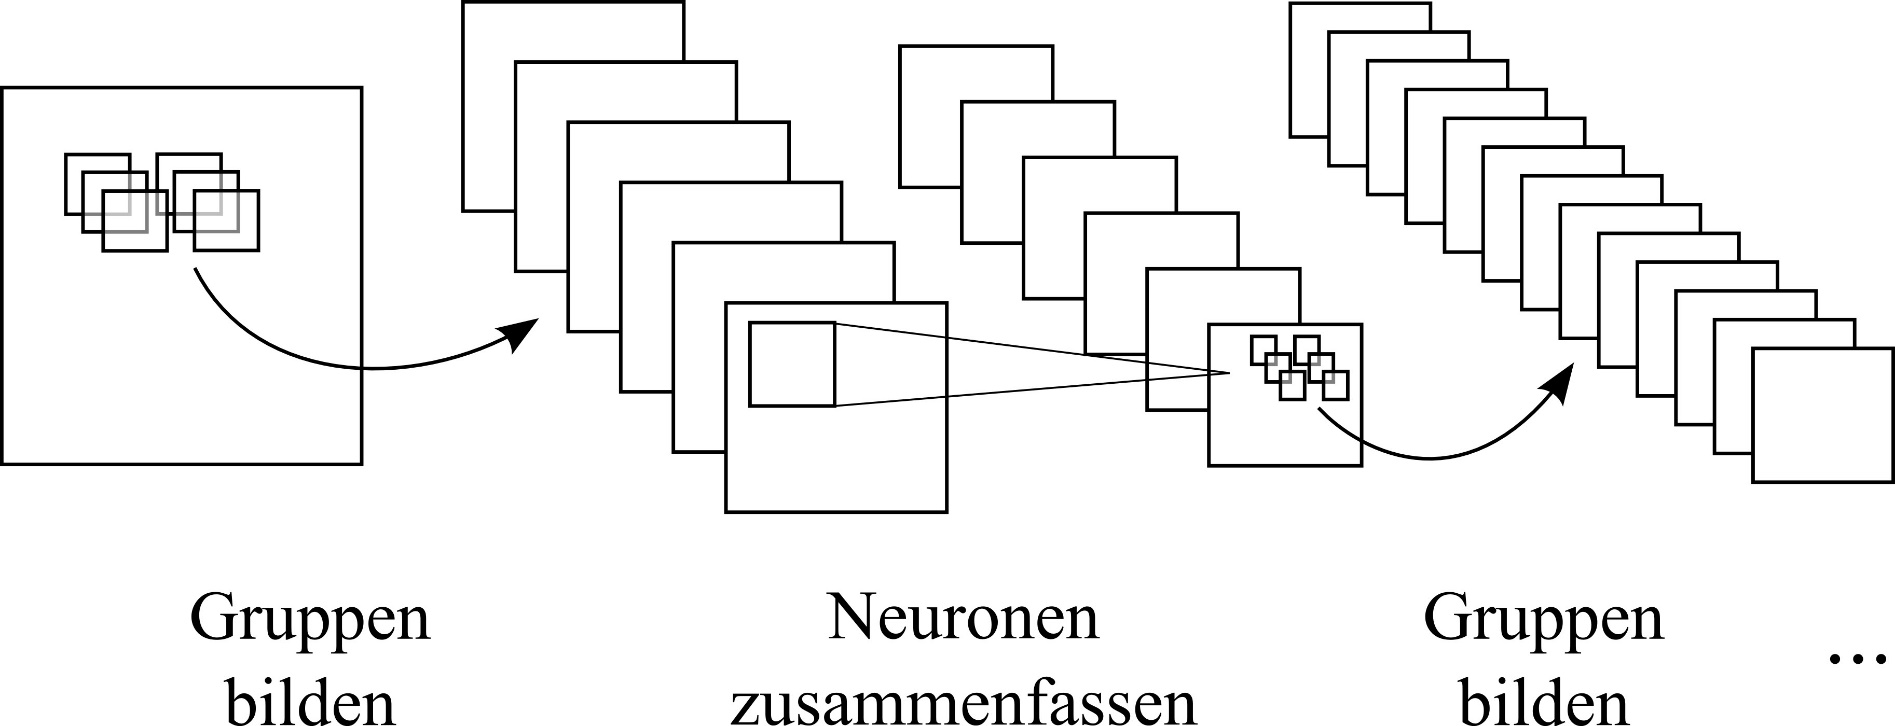 Gruppen
bilden
Neuronen
zusammenfassen
Gruppen
bilden
...